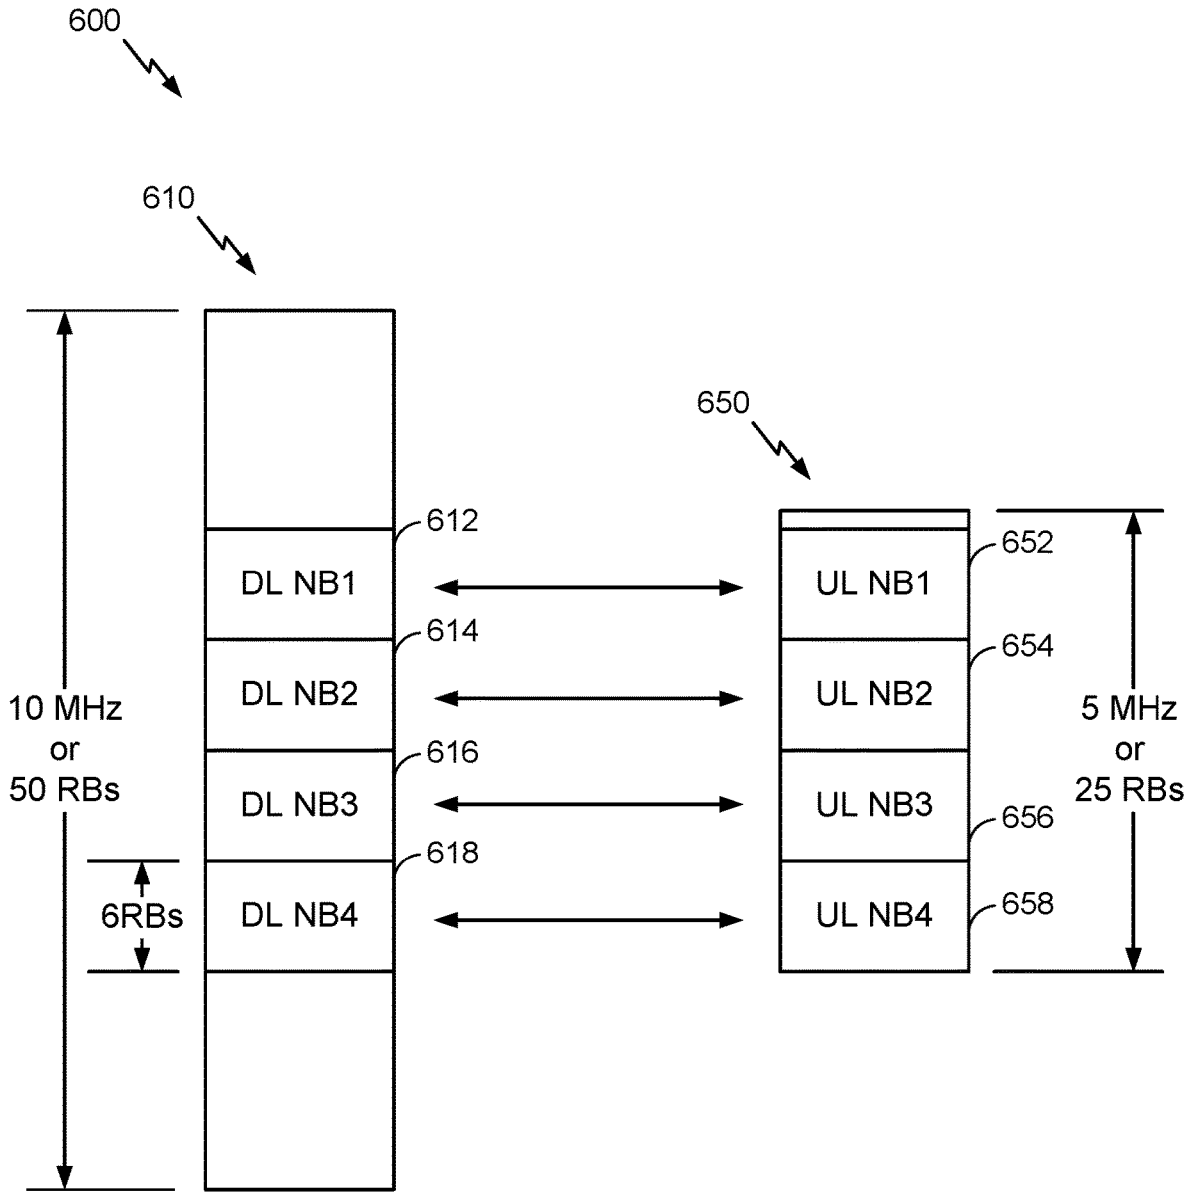 600
610
650
612
652
DL NB1
UL NB1
614
654
DL NB2
UL NB2
10 MHz
or
50 RBs
5 MHz
or
25 RBs
616
656
DL NB3
UL NB3
618
658
6RBs
DL NB4
UL NB4